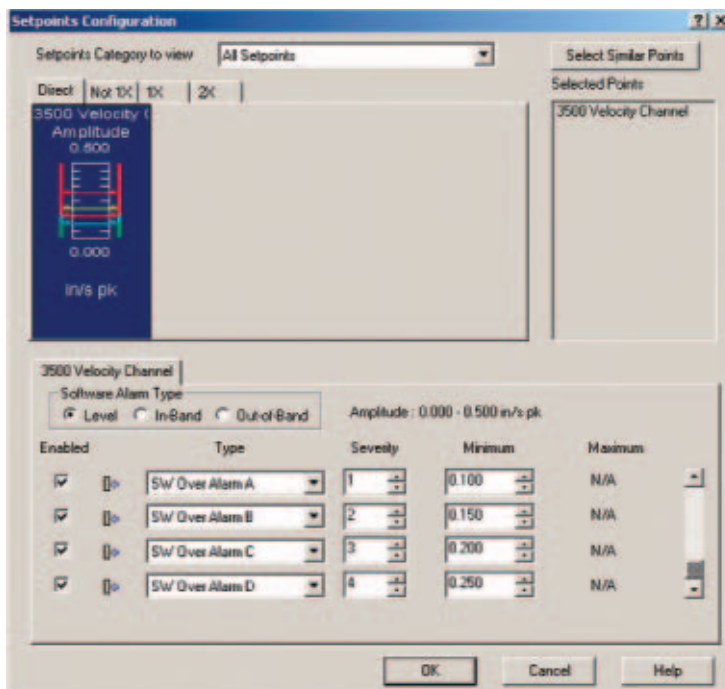 Setpoints Configuration
Setpoints Category to view
All Setpoints
Select Similar Points
Direct
Not 1X
1X
2X
Selected Points
3500 Velocity C
Amplitude
0.500
0.000
in/s pk
3500 Velocity Channel
3500 Velocity Channel
Software Alarm Type
Level
In-Band
Out-of-Band
Amplitude : 0.000 - 0.500 in/s pk
Enabled Type Severity Minimum Maximum
SW Over Alarm A 1 0.100 N/A
SW Over Alarm B 2 0.150 N/A
SW Over Alarm C 3 0.200 N/A
SW Over Alarm D 4 0.250 N/A
OK
Cancel
Help